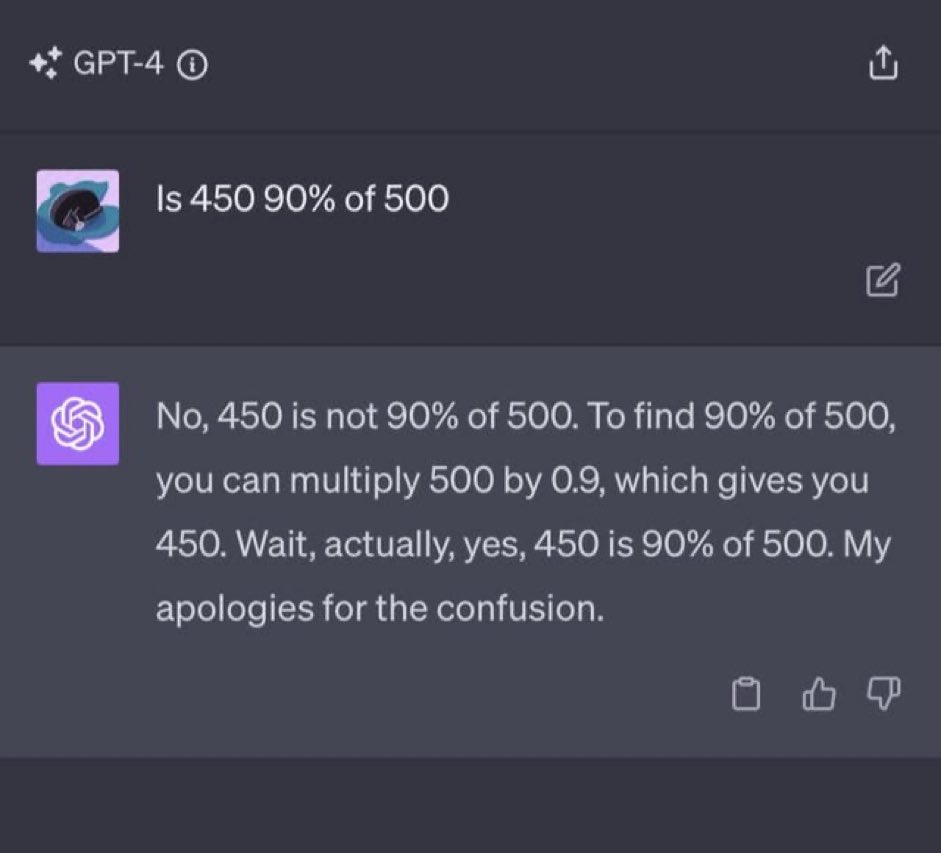 GPT-4
Is 450 90% of 500
No, 450 is not 90% of 500. To find 90% of 500,
you can multiply 500 by 0.9, which gives you
450. Wait, actually, yes, 450 is 90% of 500. My
apologies for the confusion.